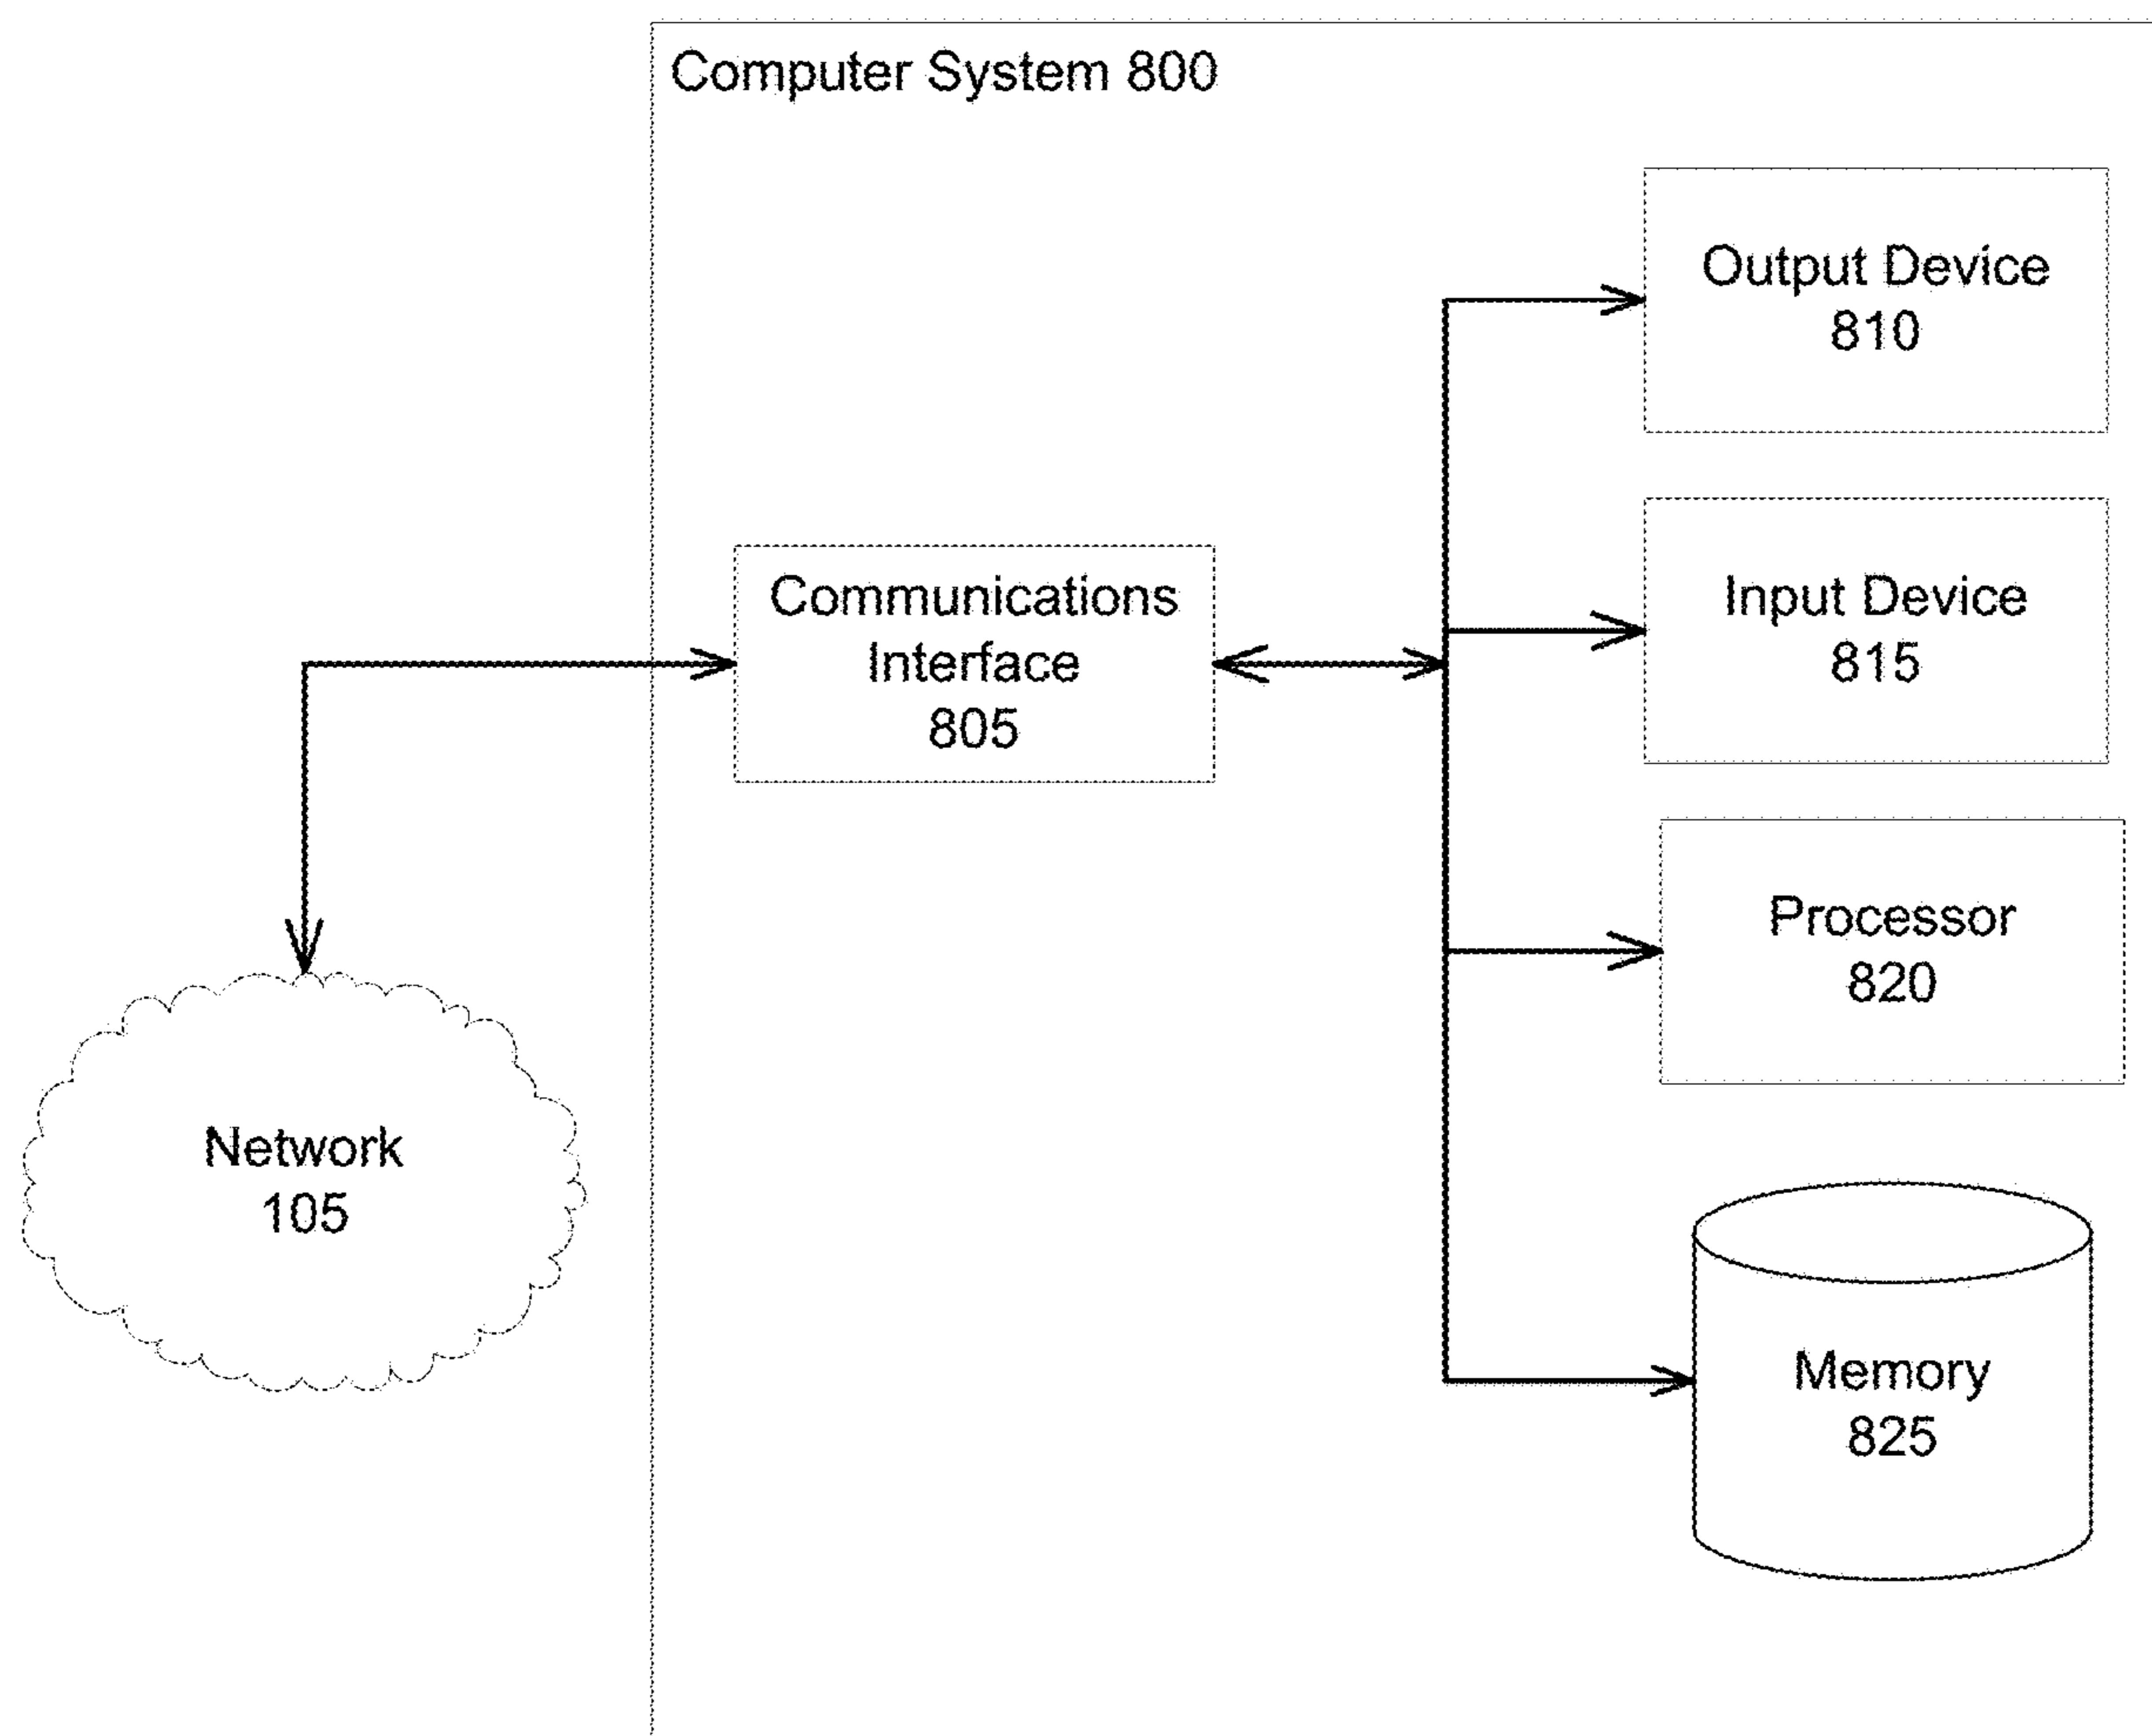 Computer System 800
Output Device
810
Communications
Interface
805
Input Device
815
Processor
820
Network
105
Memory
825